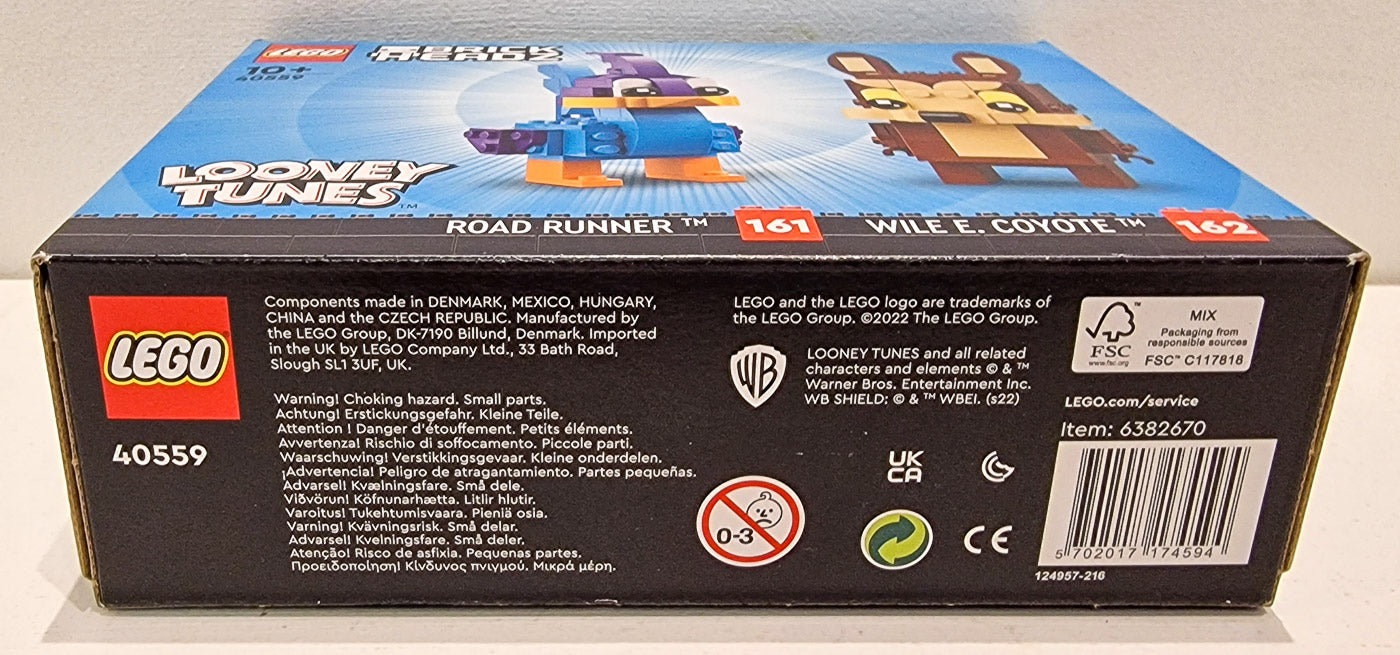 LEGO
BRICK
HEADZ
10+
40559
LOONEY
TUNES™
ROAD RUNNER™ 161 WILE E. COYOTE™ 162
LEGO
40559
Components made in DENMARK, MEXICO, HUNGARY,
CHINA and the CZECH REPUBLIC. Manufactured by
the LEGO Group, DK-7190 Billund, Denmark. Imported
in the UK by LEGO Company Ltd., 33 Bath Road,
Slough SL1 3UF, UK.
Warning! Choking hazard. Small parts.
Achtung! Erstickungsgefahr. Kleine Teile.
Attention ! Danger d'étouffement. Petits éléments.
Avvertenza! Rischio di soffocamento. Piccole parti.
Waarschuwing! Verstikkingsgevaar. Kleine onderdelen.
¡Advertencia! Peligro de atragantamiento. Partes pequeñas.
Advarsel! Kvælningsfare. Små dele.
Viðvörun! Köfnunarhætta. Litlir hlutir.
Varoitus! Tukehtumisvaara. Pieniä osia.
Varning! Kvävningsrisk. Små delar.
Advarsel! Kvelningsfare. Små deler.
Atenção! Risco de asfixia. Pequenas partes.
Προειδοποίηση! Κίνδυνος πνιγμού. Μικρά μέρη.
LEGO and the LEGO logo are trademarks of
the LEGO Group. ©2022 The LEGO Group.
WB
LOONEY TUNES and all related
characters and elements © & ™
Warner Bros. Entertainment Inc.
WB SHIELD: © & ™ WBEI. (s22)
0-3
UK
CA
CE
FSC
www.fsc.org
MIX
Packaging from
responsible sources
FSC™ C117818
LEGO.com/service
Item: 6382670
5 702017 174594
124957-216